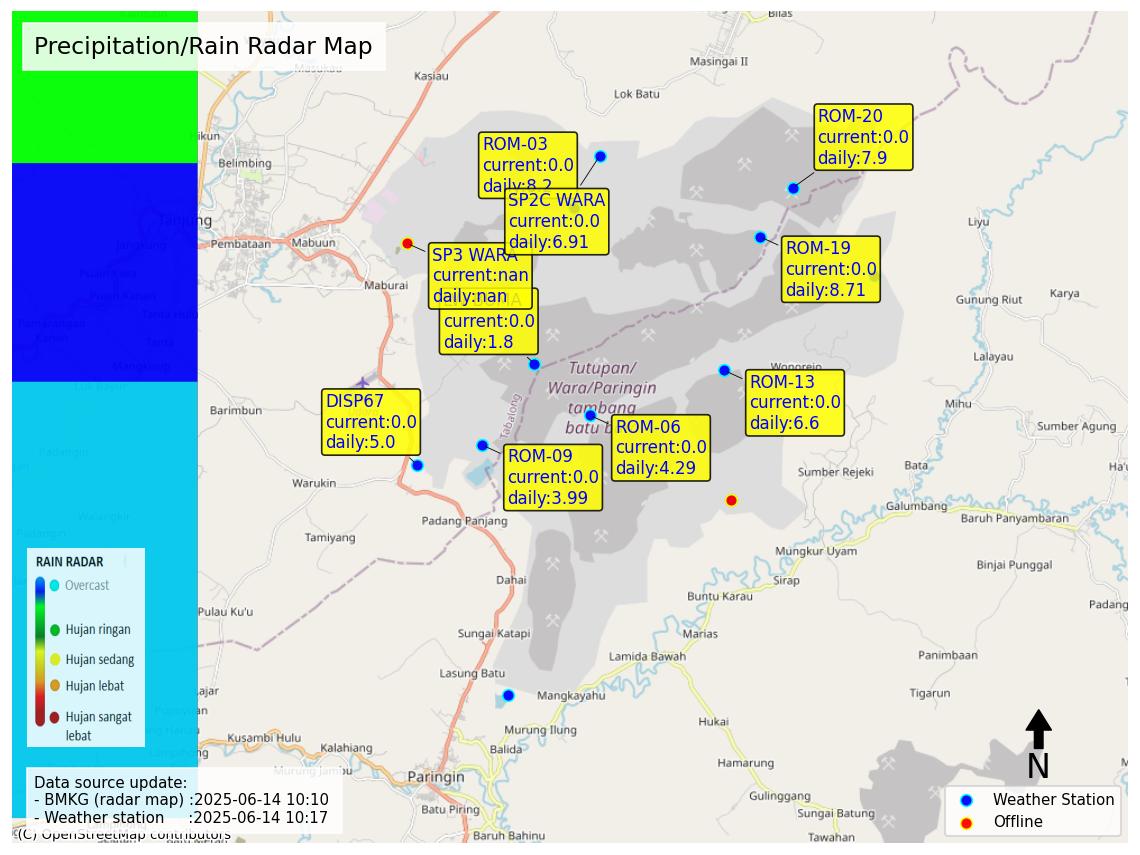 Precipitation/Rain Radar Map
Bilas
Masingai II
Kasiau
Lok Batu
Hikun
Belimbing
Tanjung
Jangkung
Pembataan
Mabuun
Maburai
Liyu
Gunung Riut
Karya
Lalayau
Mihu
Sumber Agung
Bata
Sumber Rejeki
Galumbang
Baruh Panyambaran
Mungkur Uyam
Binjai Punggal
Sirap
Buntu Karau
Padang
Marias
Lamida Bawah
Panimbaan
Tigarun
Hukai
Hamarung
Gulinggang
Sungai Batung
Tawahan
ROM-03
current:0.0
daily:8.2
SP2C WARA
current:0.0
daily:6.91
SP3 WARA
current:nan
daily:nan
current:0.0
daily:1.8
ROM-20
current:0.0
daily:7.9
ROM-19
current:0.0
daily:8.71
Wonorejo
ROM-13
current:0.0
daily:6.6
Tutupan/
Wara/Paringin
tambang
batu
ROM-06
current:0.0
daily:4.29
ROM-09
current:0.0
daily:3.99
DISP67
current:0.0
daily:5.0
Tabalong
Barimbun
Warukin
Padang Panjang
Tamiyang
Dahai
Pulau Ku'u
Sungai Katapi
Lasung Batu
Mangkayahu
Murung Ilung
Balida
Kusambi Hulu
Kalahiang
Murung Jambu
Paringin
Batu Piring
Baruh Bahinu
RAIN RADAR
Overcast
Hujan ringan
Hujan sedang
Hujan lebat
Hujan sangat
lebat
Data source update:
- BMKG (radar map) :2025-06-14 10:10
- Weather station :2025-06-14 10:17
(C) OpenStreetMap contributors
N
Weather Station
Offline